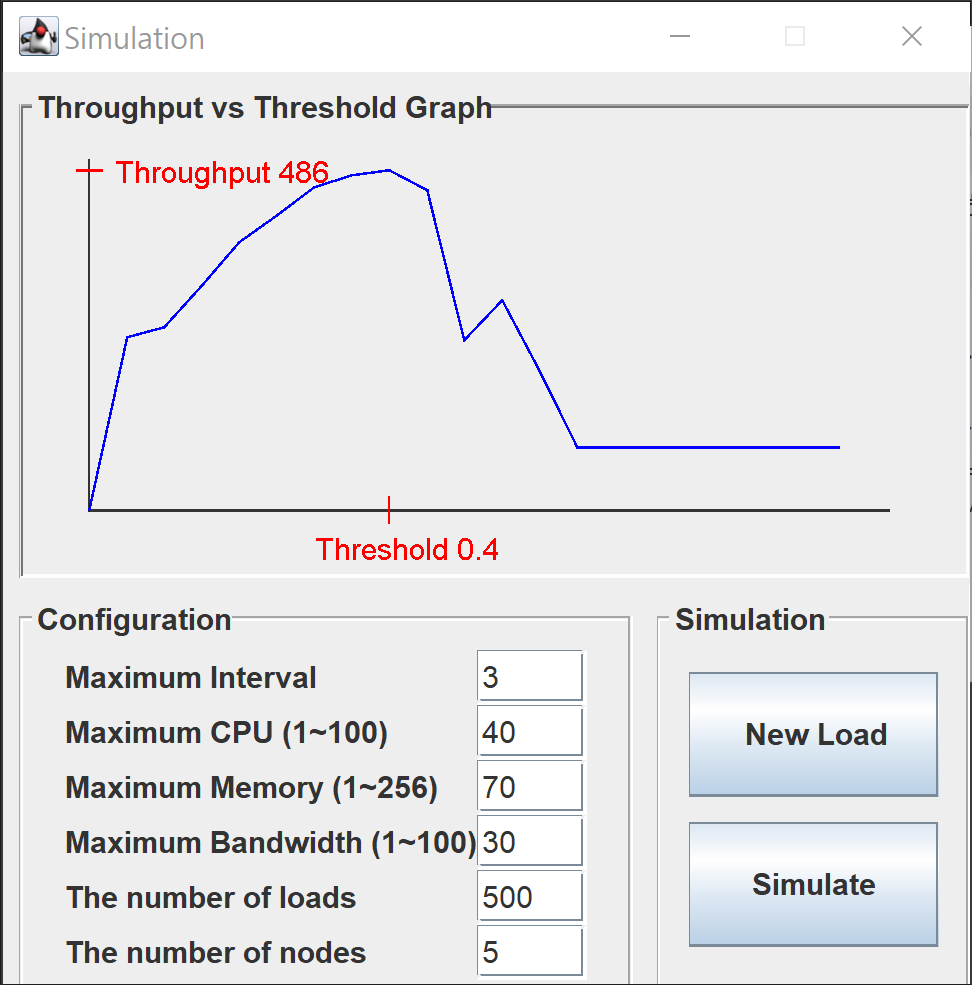 Simulation
Throughput vs Threshold Graph
Throughput 486
Threshold 0.4
Configuration
Maximum Interval 3
Maximum CPU (1~100) 40
Maximum Memory (1~256) 70
Maximum Bandwidth (1~100) 30
The number of loads 500
The number of nodes 5
Simulation
New Load
Simulate